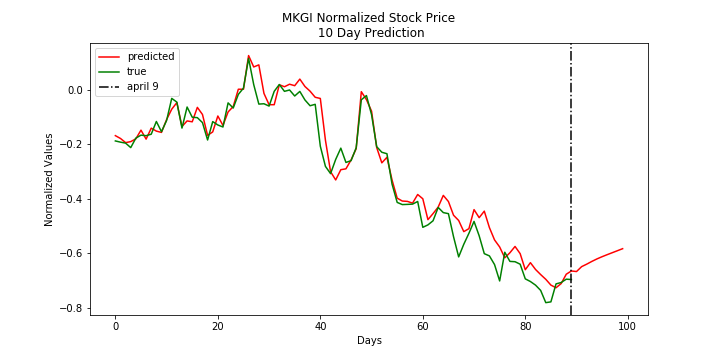 MKGI Normalized Stock Price
10 Day Prediction
predicted
true
april 9
Normalized Values
0.0
−0.2
−0.4
−0.6
−0.8
0
20
40
60
80
100
Days